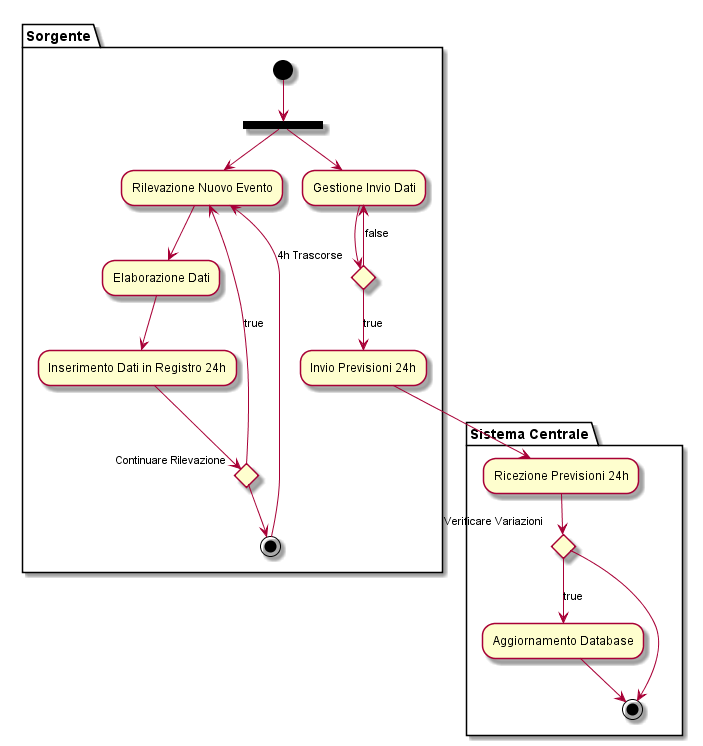 Sorgente
Rilevazione Nuovo Evento
Gestione Invio Dati
false
4h Trascorse
Elaborazione Dati
true
true
Inserimento Dati in Registro 24h
Invio Previsioni 24h
Continuare Rilevazione
Sistema Centrale
Ricezione Previsioni 24h
Verificare Variazioni
true
Aggiornamento Database